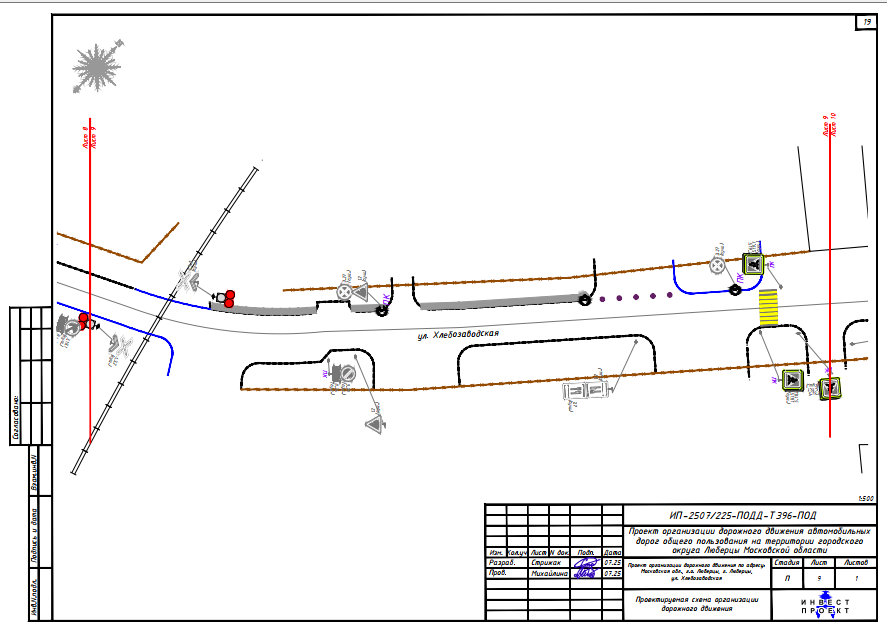 19
Лист 8
Лист 9
Лист 9
Лист 10
ПК
ПК
ПК
ул. Хлебозаводская
Согласовано:
Взам.инв.N
Подпись и дата
Инв.N подл.
1:500
ИП-2507/225-ПОДД-Т396-ПОД
Проект организации дорожного движения автомобильных
дорог общего пользования на территории городского
округа Люберцы Московской области
Изм. Кол.уч Лист N док. Подп. Дата
Разраб. Стрижак 07.25
Пров. Михайлина 07.25
Проект организации дорожного движения по адресу:
Московская обл., г.о. Люберцы, г. Люберцы,
ул. Хлебозаводская
Стадия Лист Листов
П 9 1
Проектируемая схема организации
дорожного движения
ИНВЕСТ
ПРОЕКТ